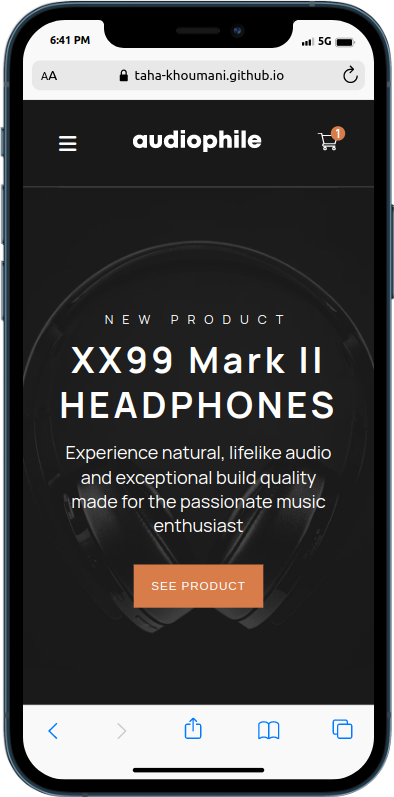 6:41 PM
5G
AA
taha-khoumani.github.io
audiophile
1
NEW PRODUCT
XX99 Mark II
HEADPHONES
Experience natural, lifelike audio
and exceptional build quality
made for the passionate music
enthusiast
SEE PRODUCT